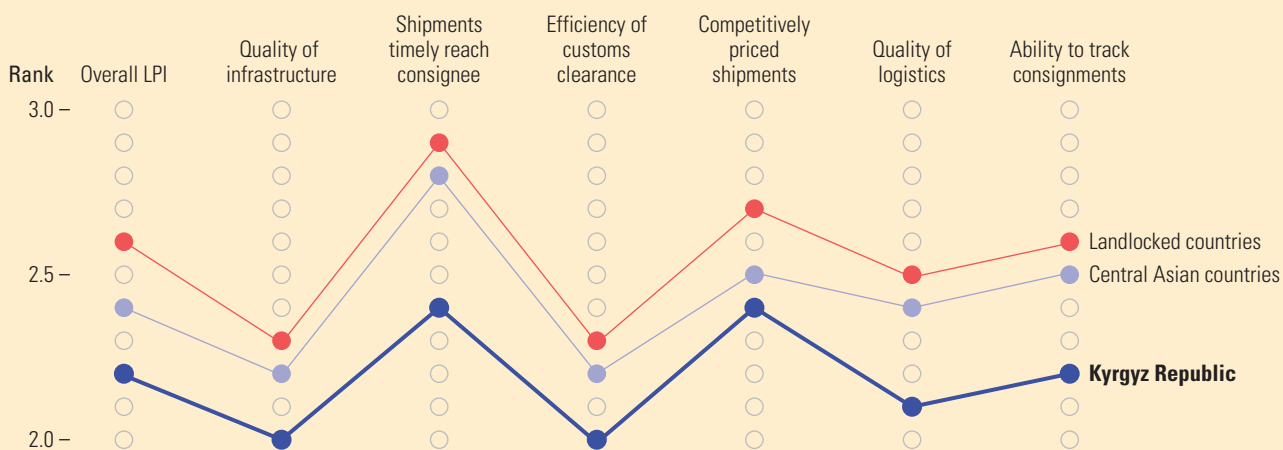 Rank
Overall LPI
Quality of
infrastructure
Shipments
timely reach
consignee
Efficiency of
customs
clearance
Competitively
priced
shipments
Quality of
logistics
Ability to track
consignments
3.0
2.5
2.0
Landlocked countries
Central Asian countries
Kyrgyz Republic